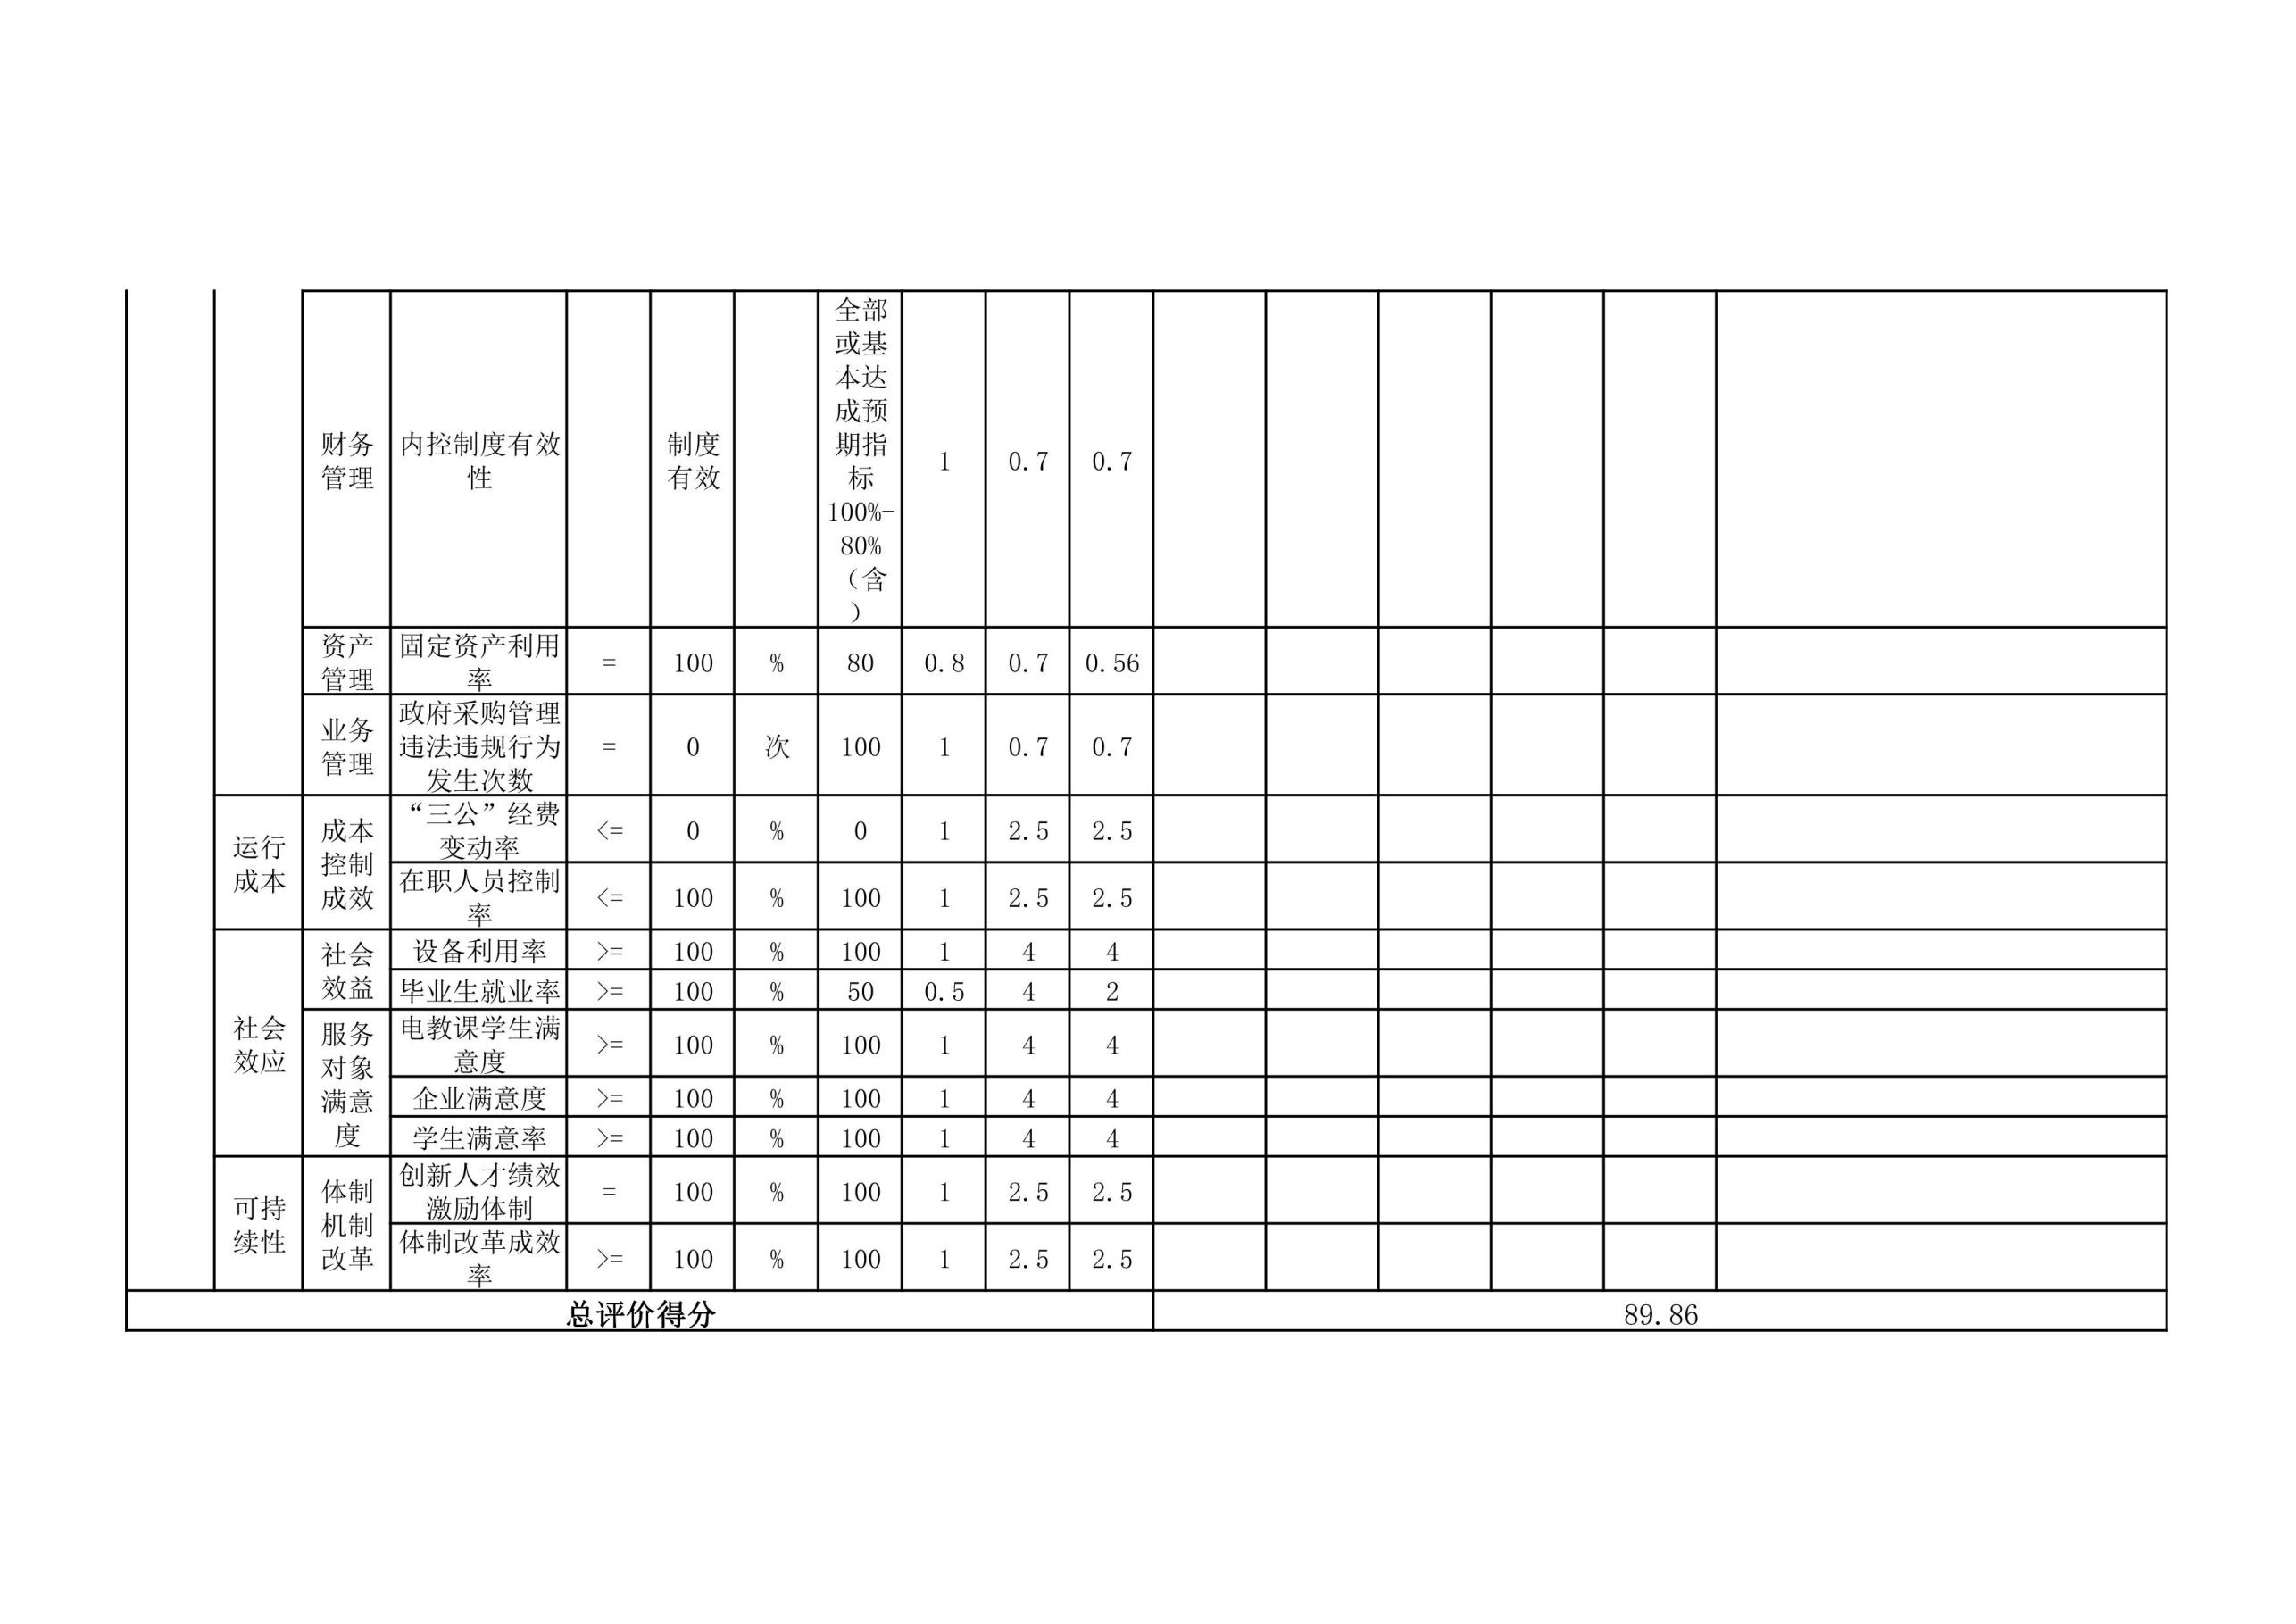 财务管理 内控制度有效性 制度有效 全部或基本达成预期指标100%-80%（含） 1 0.7 0.7
资产管理 固定资产利用率 = 100 % 80 0.8 0.7 0.56
业务管理 政府采购管理违法违规行为发生次数 = 0 次 100 1 0.7 0.7
运行成本 成本控制成效 “三公”经费变动率 <= 0 % 0 1 2.5 2.5
在职人员控制率 <= 100 % 100 1 2.5 2.5
社会效应 社会效益 设备利用率 >= 100 % 100 1 4 4
毕业生就业率 >= 100 % 50 0.5 4 2
服务对象满意度 电教课学生满意度 >= 100 % 100 1 4 4
企业满意度 >= 100 % 100 1 4 4
学生满意率 >= 100 % 100 1 4 4
可持续性 体制机制改革 创新人才绩效激励体制 = 100 % 100 1 2.5 2.5
体制改革成效率 >= 100 % 100 1 2.5 2.5
总评价得分 89.86